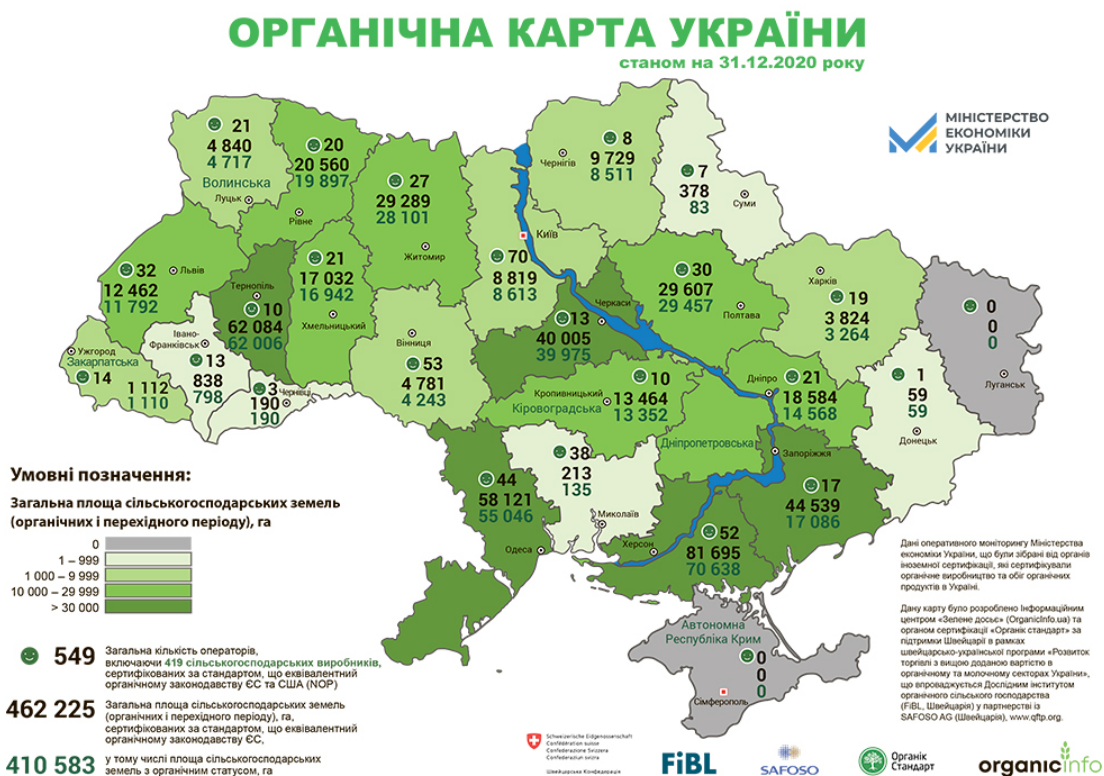 ОРГАНІЧНА КАРТА УКРАЇНИ
станом на 31.12.2020 року
МІНІСТЕРСТВО
ЕКОНОМІКИ
УКРАЇНИ
21
4 840
4 717
Волинська
Луцьк
20
20 560
19 897
Рівне
27
29 289
28 101
Житомир
Київ
70
8 819
8 613
Чернігів
8
9 729
8 511
7
378
83
Суми
32
Львів
12 462
11 792
Тернопіль
10
62 084
62 006
21
17 032
16 942
Хмельницький
Вінниця
53
4 781
4 243
Черкаси
13
40 005
39 975
30
29 607
29 457
Полтава
Харків
19
3 824
3 264
0
0
0
Луганськ
Ужгород
Закарпатська
14
1 112
1 110
Івано-
Франківськ
13
838
798
3
Чернівці
190
190
10
Кропивницький
13 464
Кіровоградська
13 352
Дніпро
21
18 584
14 568
Дніпропетровська
1
59
59
Донецьк
44
58 121
55 046
Одеса
38
213
135
Миколаїв
Запоріжжя
17
44 539
17 086
52
Херсон
81 695
70 638
Автономна
Республіка Крим
0
0
0
Сімферополь
Умовні позначення:
Загальна площа сільськогосподарських земель
(органічних і перехідного періоду), га
0
1 – 999
1 000 – 9 999
10 000 – 29 999
> 30 000
549
Загальна кількість операторів,
включаючи 419 сільськогосподарських виробників,
сертифікованих за стандартом, що еквівалентний
органічному законодавству ЄС та США (NOP)
462 225
Загальна площа сільськогосподарських земель
(органічних і перехідного періоду), га,
сертифікованих за стандартом, що еквівалентний
органічному законодавству ЄС,
410 583
у тому числі площа сільськогосподарських
земель з органічним статусом, га
Дані оперативного моніторингу Міністерства
економіки України, що були зібрані від органів
іноземної сертифікації, які сертифікували
органічне виробництво та обіг органічних
продуктів в Україні.
Дану карту було розроблено Інформаційним
центром «Зелене досьє» (OrganicInfo.ua) та
органом сертифікації «Органік стандарт» за
підтримки Швейцарії в рамках
швейцарсько-української програми «Розвиток
торгівлі з вищою доданою вартістю в
органічному та молочному секторах України»,
що впроваджується Дослідним інститутом
органічного сільського господарства
(FiBL, Швейцарія) у партнерстві із
SAFOSO AG (Швейцарія), www.qftp.org.
Schweizerische Eidgenossenschaft
Confédération suisse
Confederazione Svizzera
Confederaziun svizra
Швейцарська Конфедерація
FiBL
SAFOSO
Органік
Стандарт
organicinfo